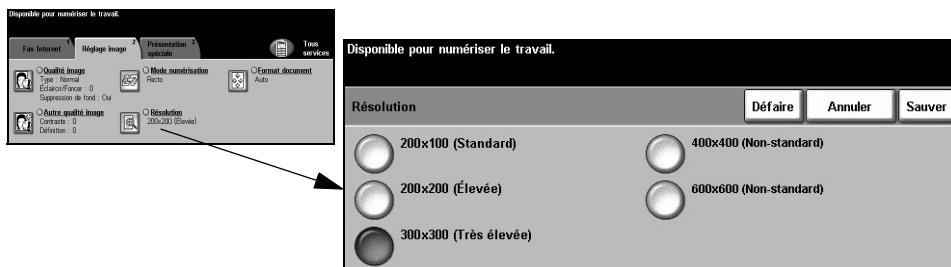 Disponible pour numériser le travail.
Fax Internet 1
Réglage image 2
Présentation spéciale 3
Tous services
Qualité image
Type : Normal
Éclaircir/Foncer : 0
Suppression de fond : Oui
Mode numérisation
Recto
Format document
Auto
Autre qualité image
Contraste : 0
Définition : 0
Résolution
200x200 (Élevée)
Disponible pour numériser le travail.
Résolution
Défaire
Annuler
Sauver
200x100 (Standard)
400x400 (Non-standard)
200x200 (Élevée)
600x600 (Non-standard)
300x300 (Très élevée)